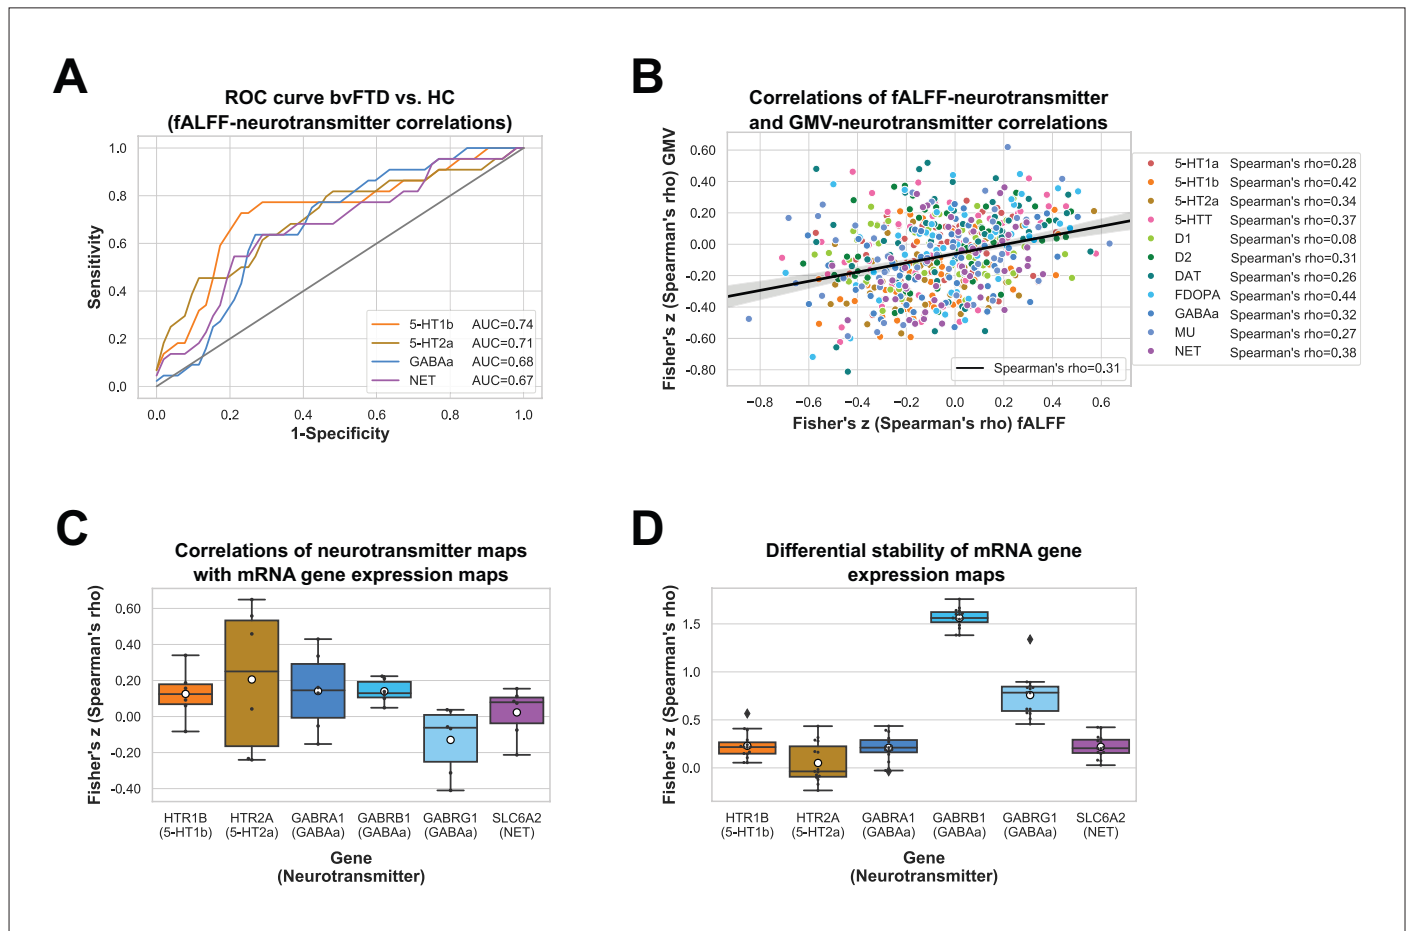 A
ROC curve bvFTD vs. HC
(fALFF-neurotransmitter correlations)
Sensitivity
1.0
0.8
0.6
0.4
0.2
0.0
5-HT1b AUC=0.74
5-HT2a AUC=0.71
GABAa AUC=0.68
NET AUC=0.67
0.0 0.2 0.4 0.6 0.8 1.0
1-Specificity
B
Correlations of fALFF-neurotransmitter
and GMV-neurotransmitter correlations
Fisher's z (Spearman's rho) GMV
0.60
0.40
0.20
0.00
-0.20
-0.40
-0.60
-0.80
Spearman's rho=0.31
−0.8 −0.6 −0.4 −0.2 0.0 0.2 0.4 0.6
Fisher's z (Spearman's rho) fALFF
5-HT1a Spearman's rho=0.28
5-HT1b Spearman's rho=0.42
5-HT2a Spearman's rho=0.34
5-HTT Spearman's rho=0.37
D1 Spearman's rho=0.08
D2 Spearman's rho=0.31
DAT Spearman's rho=0.26
FDOPA Spearman's rho=0.44
GABAa Spearman's rho=0.32
MU Spearman's rho=0.27
NET Spearman's rho=0.38
C
Correlations of neurotransmitter maps
with mRNA gene expression maps
Fisher's z (Spearman's rho)
0.60
0.40
0.20
0.00
-0.20
-0.40
HTR1B HTR2A GABRA1 GABRB1 GABRG1 SLC6A2
(5-HT1b) (5-HT2a) (GABAa) (GABAa) (GABAa) (NET)
Gene
(Neurotransmitter)
D
Differential stability of mRNA gene
expression maps
Fisher's z (Spearman's rho)
1.5
1.0
0.5
0.0
HTR1B HTR2A GABRA1 GABRB1 GABRG1 SLC6A2
(5-HT1b) (5-HT2a) (GABAa) (GABAa) (GABAa) (NET)
Gene
(Neurotransmitter)